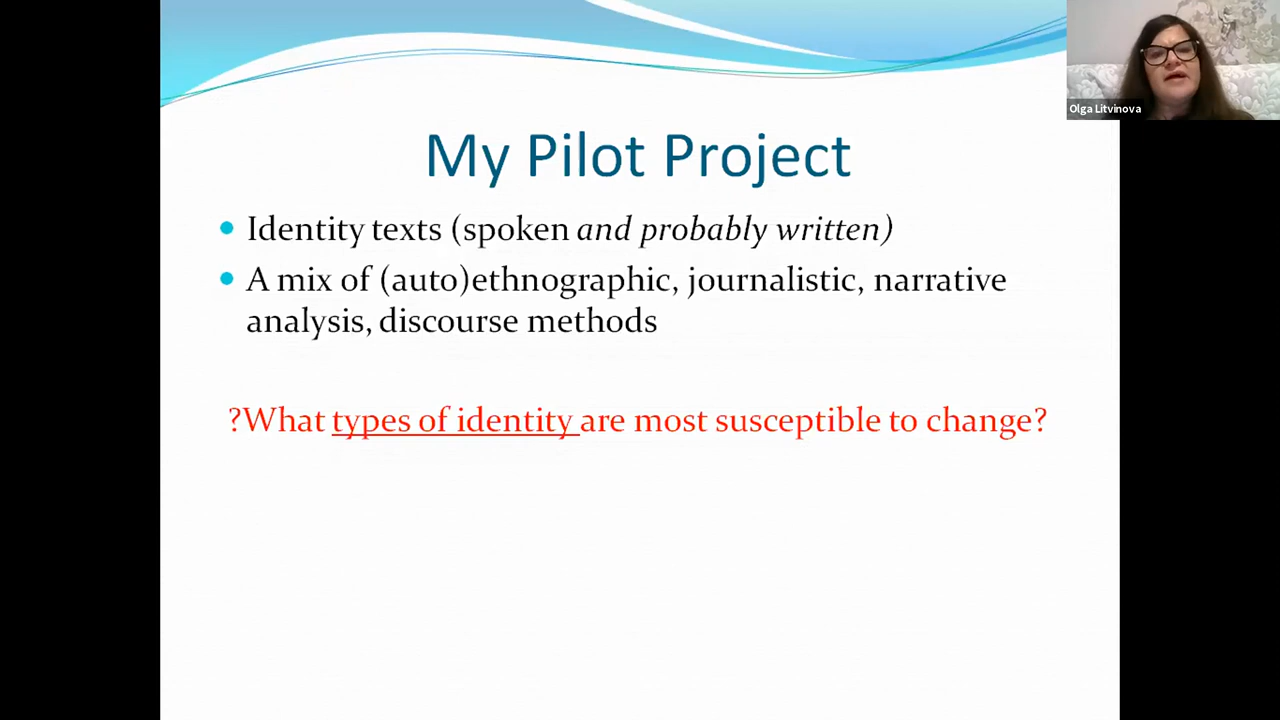 Olga Litvinova
My Pilot Project
• Identity texts (spoken and probably written)
• A mix of (auto)ethnographic, journalistic, narrative
analysis, discourse methods
?What types of identity are most susceptible to change?